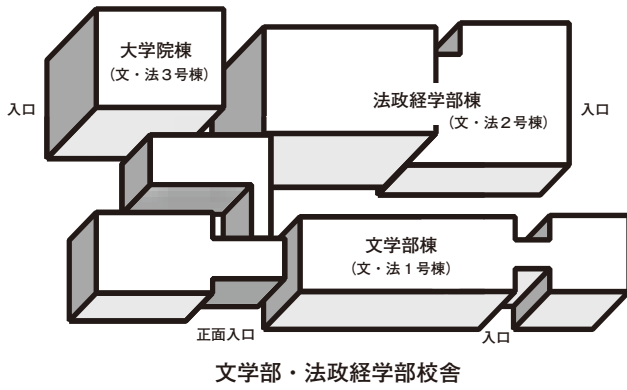 大学院棟
(文・法3号棟)
入口
法政経学部棟
(文・法2号棟)
入口
文学部棟
(文・法1号棟)
正面入口
入口
文学部・法政経学部校舎